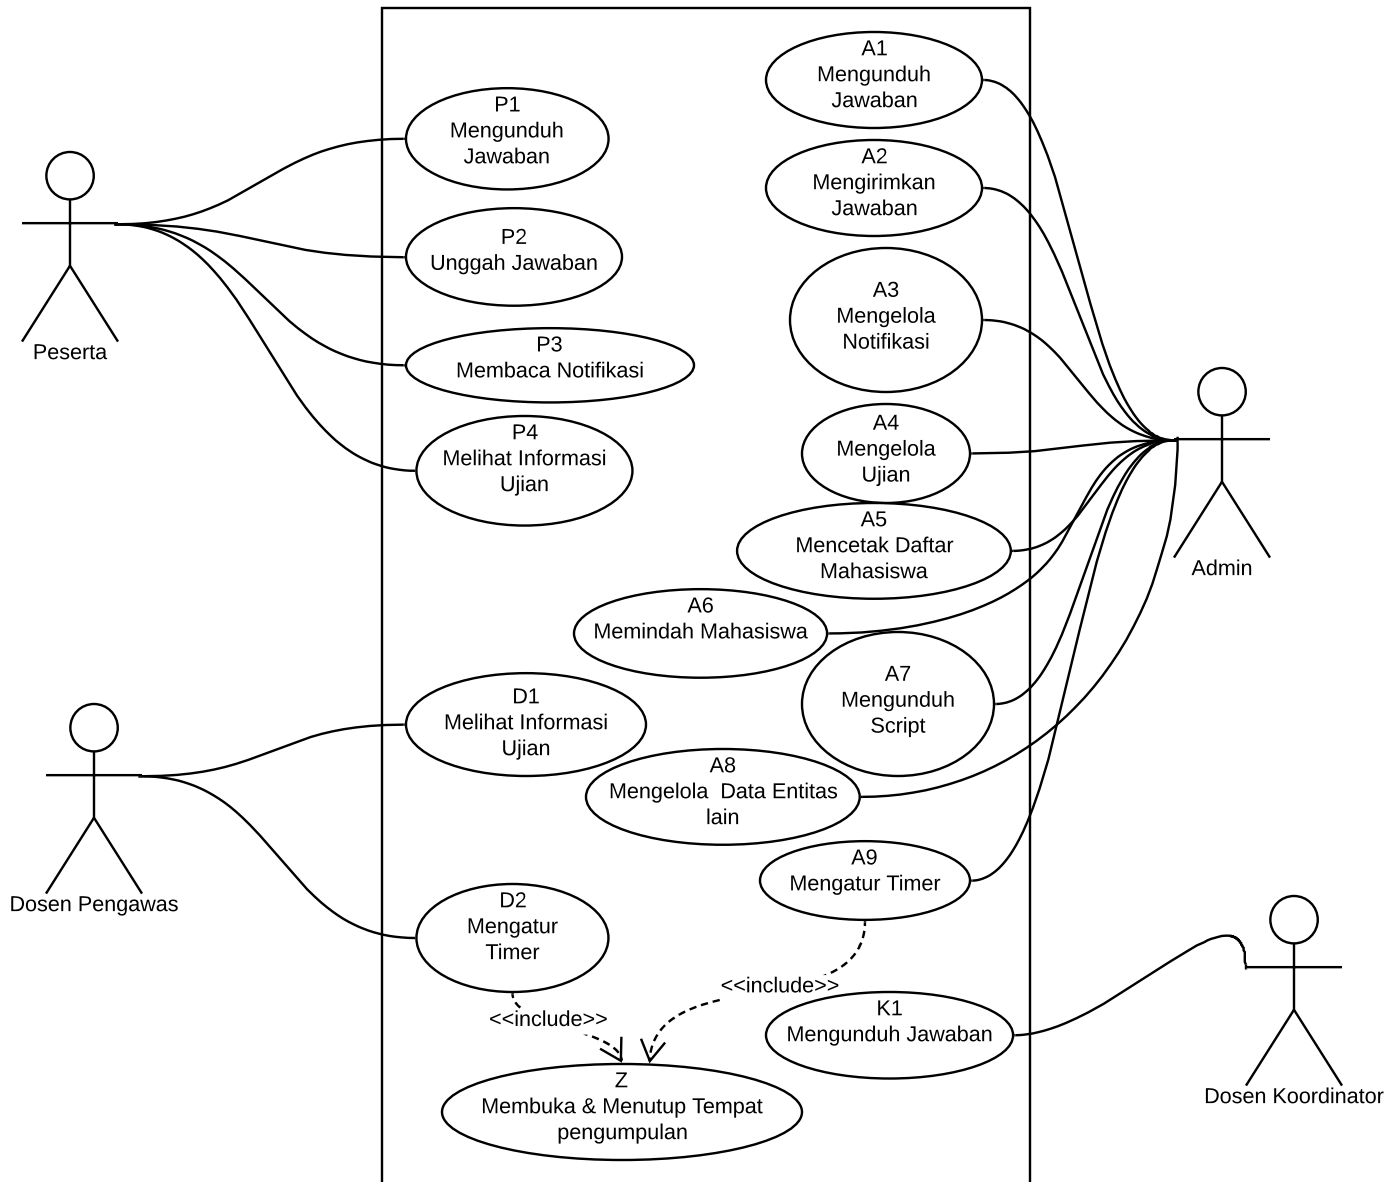 A1
Mengunduh
Jawaban
P1
Mengunduh
Jawaban
A2
Mengirimkan
Jawaban
P2
Unggah Jawaban
A3
Mengelola
Notifikasi
P3
Membaca Notifikasi
Peserta
A4
Mengelola
Ujian
P4
Melihat Informasi
Ujian
A5
Mencetak Daftar
Mahasiswa
Admin
A6
Memindah Mahasiswa
A7
Mengunduh
Script
D1
Melihat Informasi
Ujian
A8
Mengelola  Data Entitas
lain
A9
Mengatur Timer
Dosen Pengawas
D2
Mengatur
Timer
<<include>>
<<include>>
K1
Mengunduh Jawaban
Z
Membuka & Menutup Tempat
pengumpulan
Dosen Koordinator